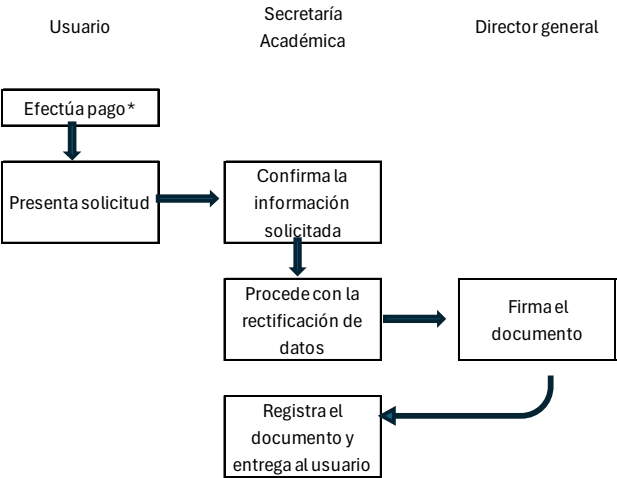 Usuario
Secretaría
Académica
Director general
Efectúa pago*
Presenta solicitud
Confirma la
información
solicitada
Procede con la
rectificación de
datos
Firma el
documento
Registra el
documento y
entrega al usuario